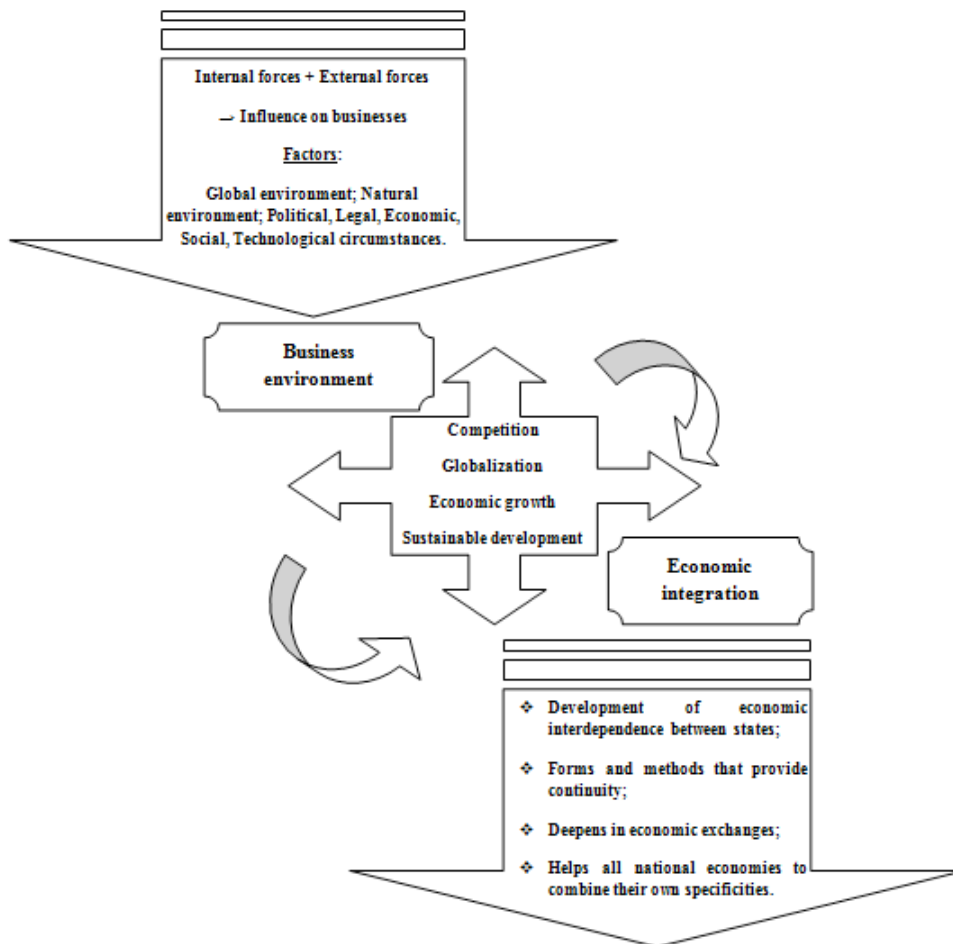 Internal forces + External forces
→ Influence on businesses
Factors:
Global environment; Natural
environment; Political, Legal, Economic,
Social, Technological circumstances.
Business
environment
Competition
Globalization
Economic growth
Sustainable development
Economic
integration
❖ Development of economic
interdependence between states;
❖ Forms and methods that provide
continuity;
❖ Deepens in economic exchanges;
❖ Helps all national economies to
combine their own specificities.